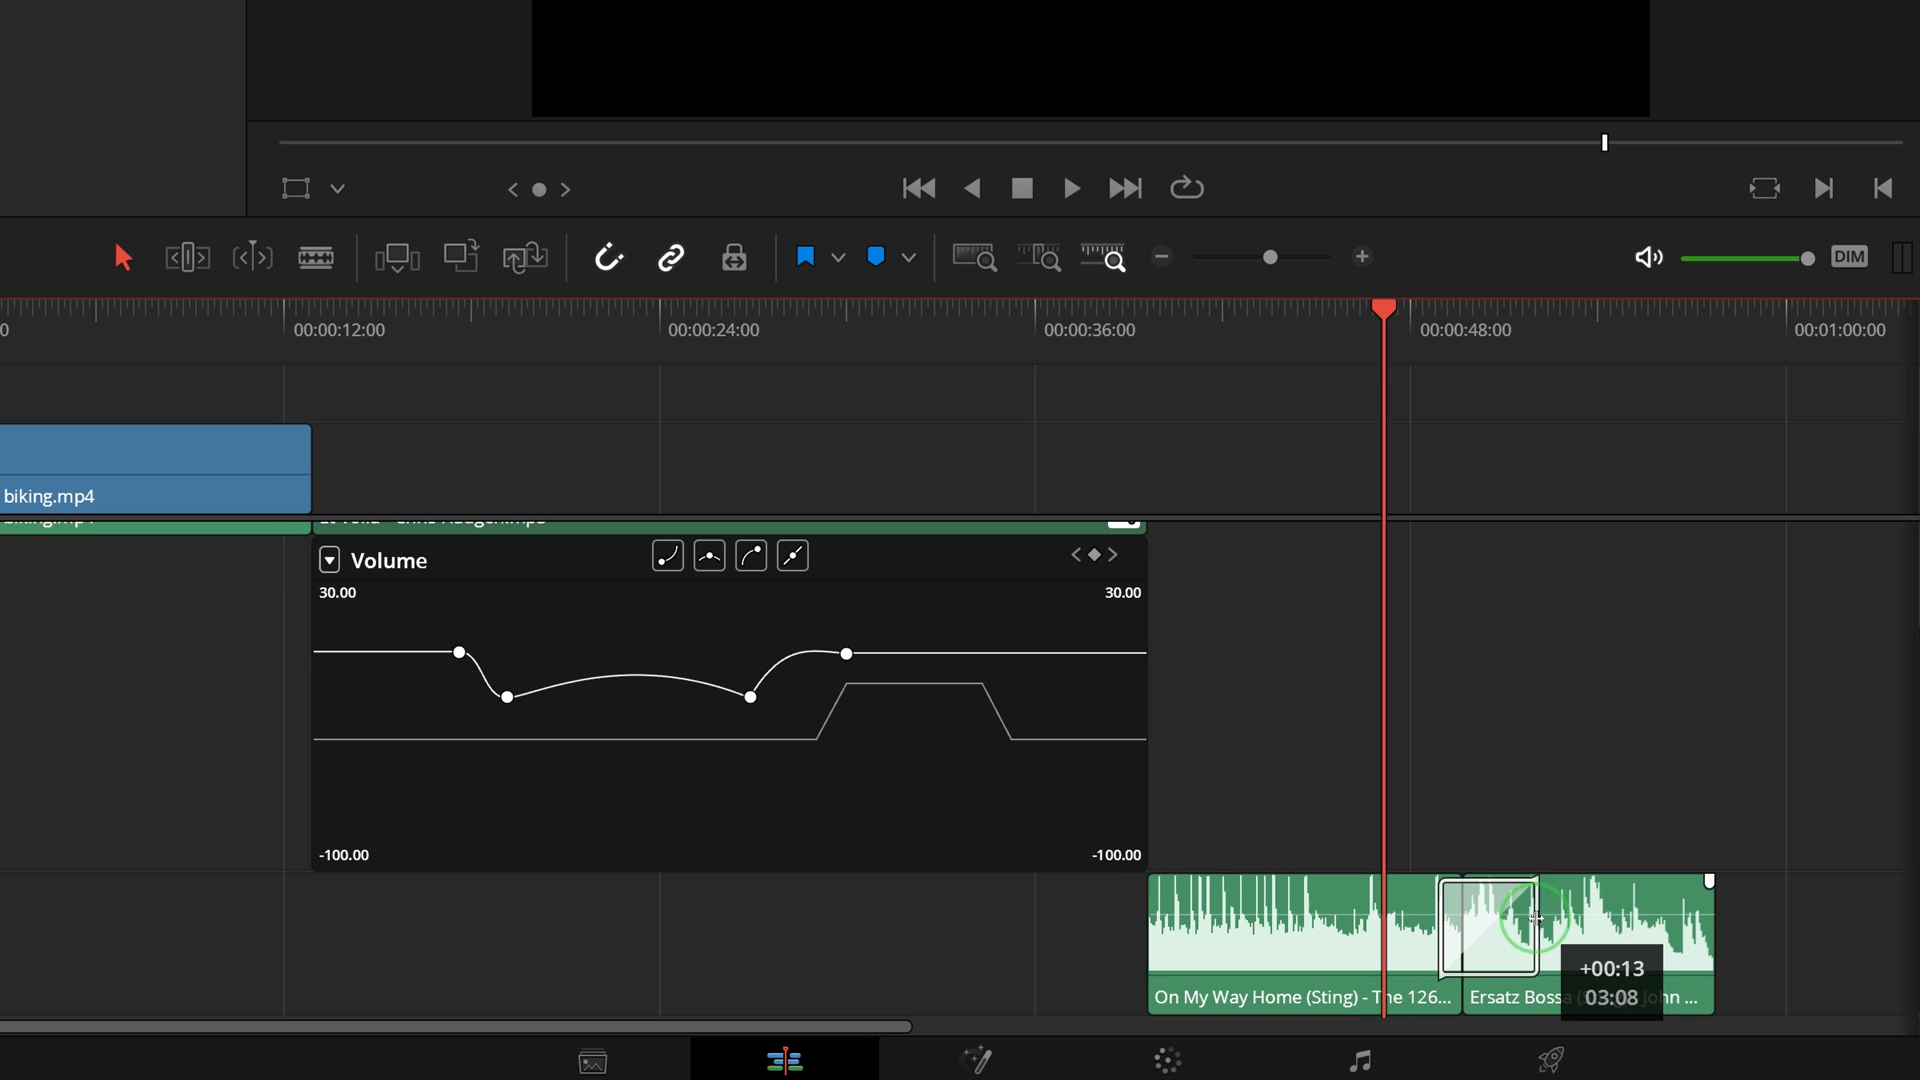 DIM
0
00:00:12:00
00:00:24:00
00:00:36:00
00:00:48:00
00:01:00:00
biking.mp4
Volume
30.00
30.00
-100.00
-100.00
On My Way Home (Sting) - The 126...
Ersatz Bossa
John ...
+00:13
03:08